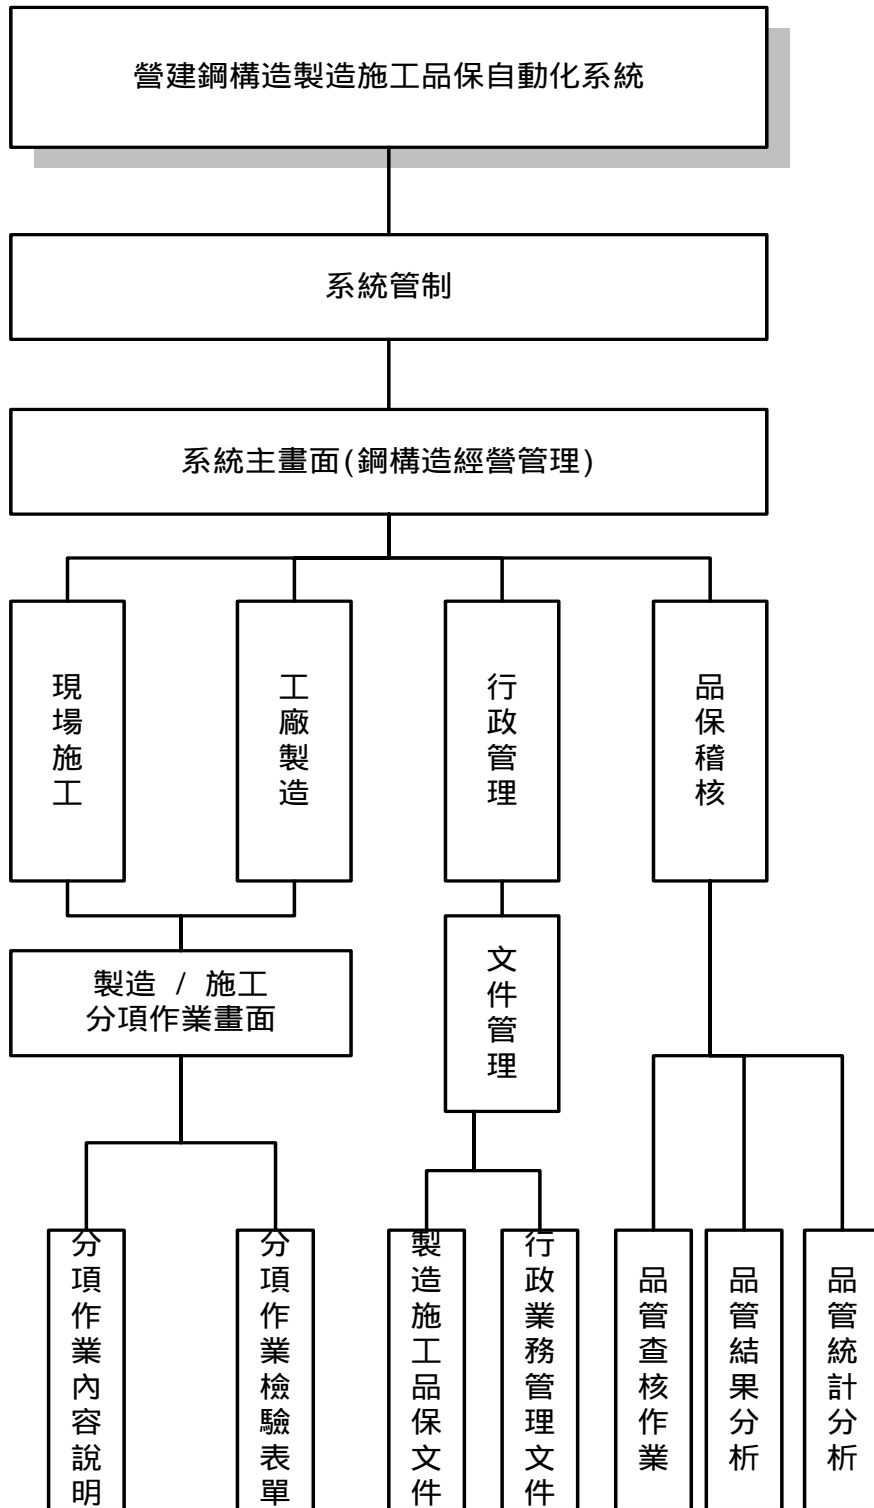 營建鋼構造製造施工品保自動化系統
系統管制
系統主畫面(鋼構造經營管理)
現場施工
工廠製造
行政管理
品保稽核
製造 / 施工
分項作業畫面
文件管理
分項作業內容說明
分項作業檢驗表單
製造施工品保文件
行政業務管理文件
品管查核作業
品管結果分析
品管統計分析